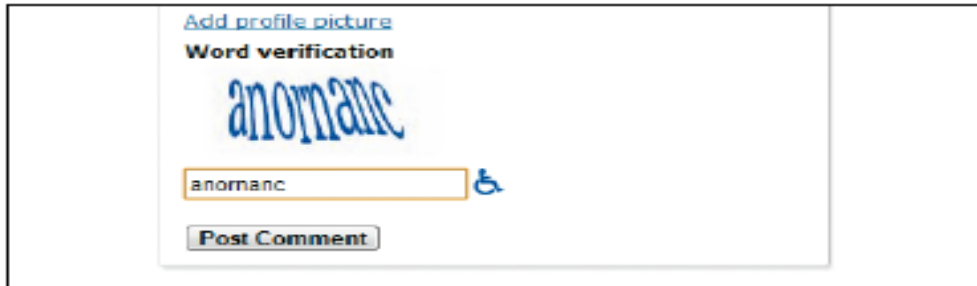 Add profile picture
Word verification
anornanc
anornanc
Post Comment